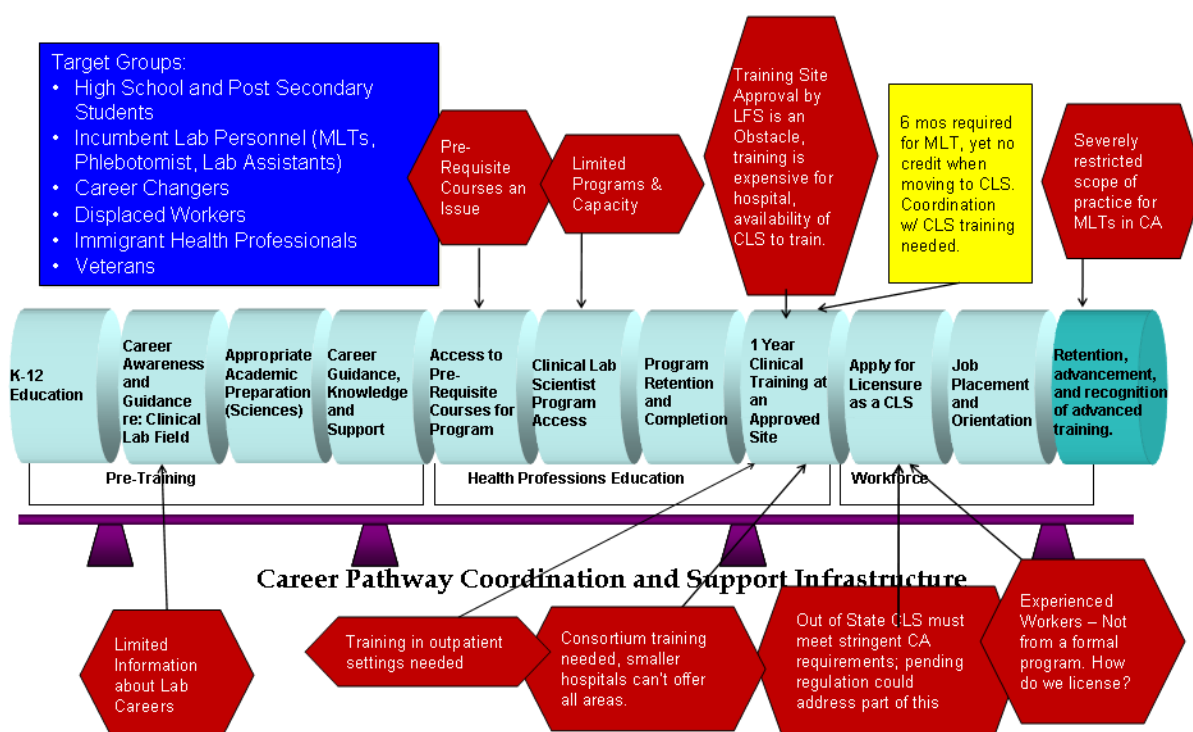 Target Groups:
• High School and Post Secondary
Students
• Incumbent Lab Personnel (MLTs,
Phlebotomist, Lab Assistants)
• Career Changers
• Displaced Workers
• Immigrant Health Professionals
• Veterans
Pre-
Requisite
Courses an
Issue
Limited
Programs &
Capacity
Training Site
Approval by
LFS is an
Obstacle,
training is
expensive for
hospital,
availability of
CLS to train.
6 mos required
for MLT, yet no
credit when
moving to CLS.
Coordination
w/ CLS training
needed.
Severely
restricted
scope of
practice for
MLTs in CA
K-12
Education
Career
Awareness
and
Guidance
re: Clinical
Lab Field
Appropriate
Academic
Preparation
(Sciences)
Career
Guidance,
Knowledge
and
Support
Access to
Pre-
Requisite
Courses for
Program
Clinical Lab
Scientist
Program
Access
Program
Retention
and
Completion
1 Year
Clinical
Training at
an
Approved
Site
Apply for
Licensure
as a CLS
Job
Placement
and
Orientation
Retention,
advancement,
and recognition
of advanced
training.
Pre-Training
Health Professions Education
Workforce
Career Pathway Coordination and Support Infrastructure
Limited
Information
about Lab
Careers
Training in outpatient
settings needed
Consortium training
needed, smaller
hospitals can't offer
all areas.
Out of State CLS must
meet stringent CA
requirements; pending
regulation could
address part of this
Experienced
Workers – Not
from a formal
program. How
do we license?